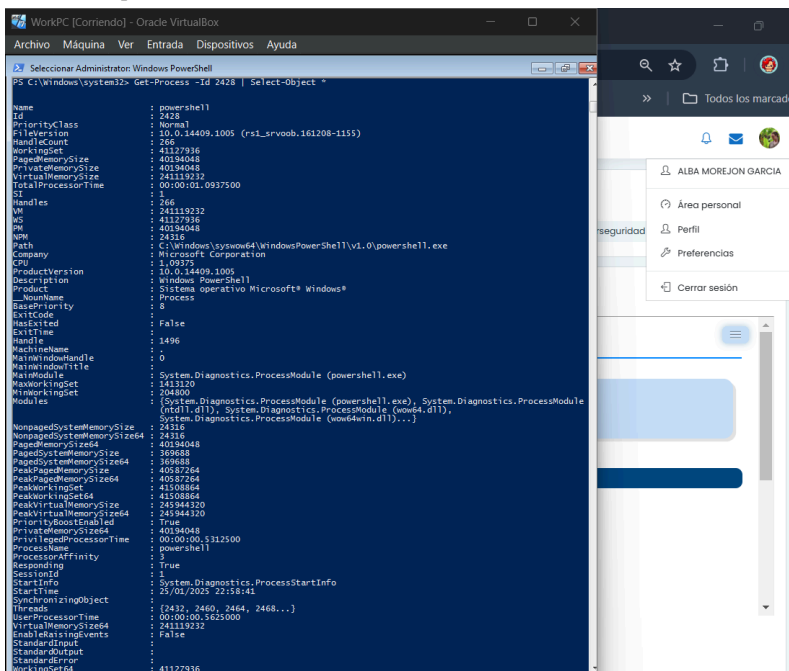 WorkPC [Corriendo] - Oracle VirtualBox
Archivo Máquina Ver Entrada Dispositivos Ayuda
Seleccionar Administrator: Windows PowerShell
PS C:\Windows\system32> Get-Process -Id 2428 | Select-Object *
Name : powershell
Id : 2428
PriorityClass : Normal
FileVersion : 10.0.14409.1005 (rs1_srvoob.161208-1155)
HandleCount : 266
WorkingSet : 41127936
PagedMemorySize : 40194048
PrivateMemorySize : 40194048
VirtualMemorySize : 241119232
TotalProcessorTime : 00:00:01.0937500
SI : 1
Handles : 266
VM : 241119232
WS : 41127936
PM : 40194048
NPM : 24316
Path : C:\Windows\syswow64\WindowsPowerShell\v1.0\powershell.exe
Company : Microsoft Corporation
CPU : 1,09375
ProductVersion : 10.0.14409.1005
Description : Windows PowerShell
Product : Sistema operativo Microsoft® Windows®
__NounName : Process
BasePriority : 8
ExitCode :
HasExited : False
ExitTime :
Handle : 1496
MachineName : .
MainWindowHandle : 0
MainWindowTitle :
MainModule : System.Diagnostics.ProcessModule (powershell.exe)
MaxWorkingSet : 1413120
MinWorkingSet : 204800
Modules : {System.Diagnostics.ProcessModule (powershell.exe), System.Diagnostics.ProcessModule
(ntdll.dll), System.Diagnostics.ProcessModule (wow64.dll),
System.Diagnostics.ProcessModule (wow64win.dll)...}
NonpagedSystemMemorySize : 24316
NonpagedSystemMemorySize64 : 24316
PagedMemorySize64 : 40194048
PagedSystemMemorySize : 369688
PagedSystemMemorySize64 : 369688
PeakPagedMemorySize : 40587264
PeakPagedMemorySize64 : 40587264
PeakWorkingSet : 41508864
PeakWorkingSet64 : 41508864
PeakVirtualMemorySize : 245944320
PeakVirtualMemorySize64 : 245944320
PriorityBoostEnabled : True
PrivateMemorySize64 : 40194048
PrivilegedProcessorTime : 00:00:00.5312500
ProcessName : powershell
ProcessorAffinity : 3
Responding : True
SessionId : 1
StartInfo : System.Diagnostics.ProcessStartInfo
StartTime : 25/01/2025 22:58:41
SynchronizingObject :
Threads : {2432, 2460, 2464, 2468...}
UserProcessorTime : 00:00:00.5625000
VirtualMemorySize64 : 241119232
EnableRaisingEvents : False
StandardInput :
StandardOutput :
StandardError :
WorkingSet64 : 41127936
Todos los marcad
ALBA MOREJON GARCIA
Área personal
erseguridad
Perfil
Preferencias
Cerrar sesión